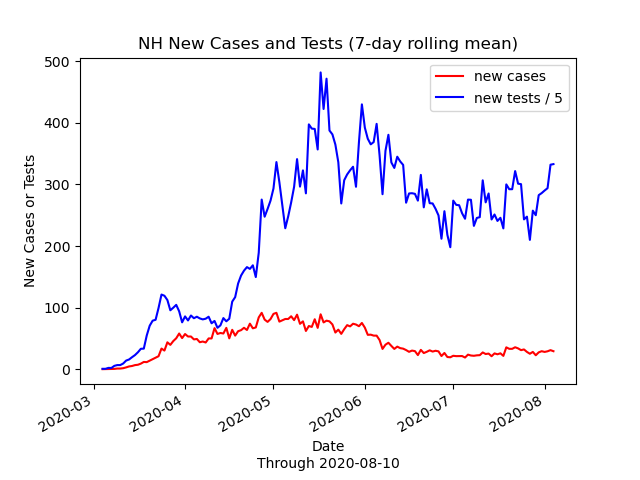 NH New Cases and Tests (7-day rolling mean)
new cases
new tests / 5
500
400
300
200
100
0
New Cases or Tests
2020-03
2020-04
2020-05
2020-06
2020-07
2020-08
Date
Through 2020-08-10